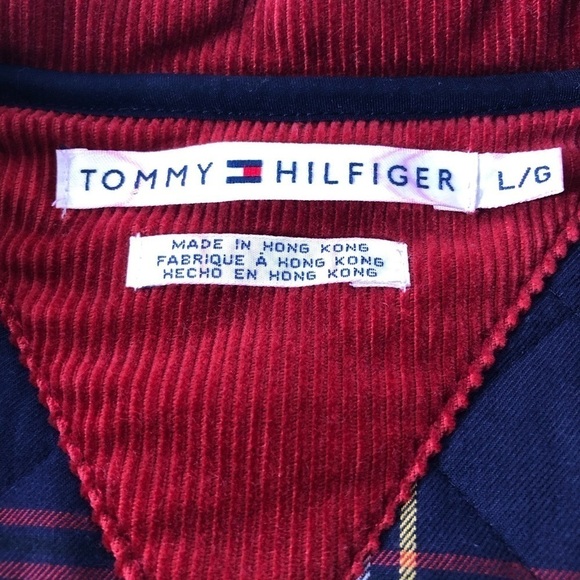 TOMMY HILFIGER L/G
MADE IN HONG KONG
FABRIQUE À HONG KONG
HECHO EN HONG KONG